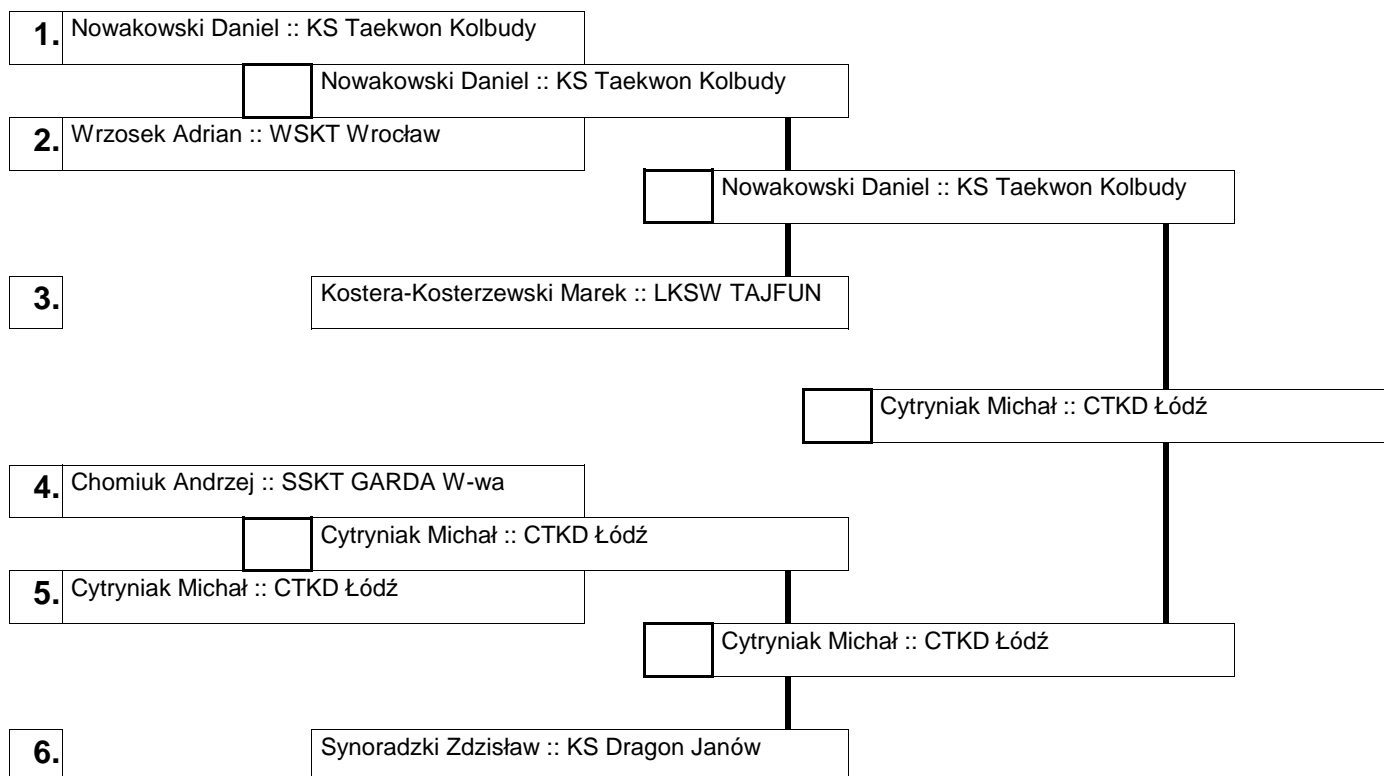 1. Nowakowski Daniel :: KS Taekwon Kolbudy
Nowakowski Daniel :: KS Taekwon Kolbudy
2. Wrzosek Adrian :: WSKT Wrocław
Nowakowski Daniel :: KS Taekwon Kolbudy
3. Kostera-Kosterzewski Marek :: LKSW TAJFUN
Cytryniak Michał :: CTKD Łódź
4. Chomiuk Andrzej :: SSKT GARDA W-wa
Cytryniak Michał :: CTKD Łódź
5. Cytryniak Michał :: CTKD Łódź
Cytryniak Michał :: CTKD Łódź
6. Synoradzki Zdzisław :: KS Dragon Janów